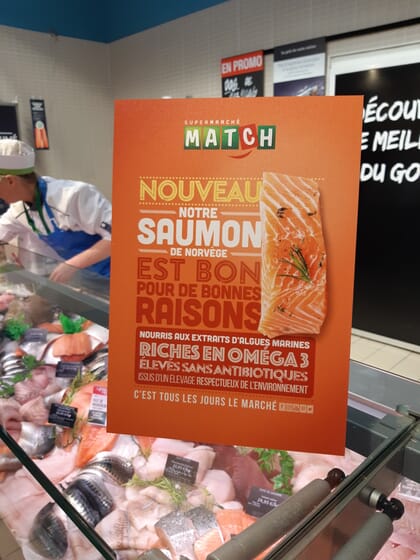 EN PROMO
DÉCOU
E MEIL
DU GO
SUPERMARCHÉ
MATCH
NOUVEAU
NOTRE
SAUMON
DE NORVÈGE
EST BON
POUR DE BONNES
RAISONS
NOURRIS AUX EXTRAITS D'ALGUES MARINES
RICHES EN OMÉGA 3
ÉLEVÉS SANS ANTIBIOTIQUES
ISSUS D'UN ÉLEVAGE RESPECTUEUX DE L'ENVIRONNEMENT
C'EST TOUS LES JOURS LE MARCHÉ